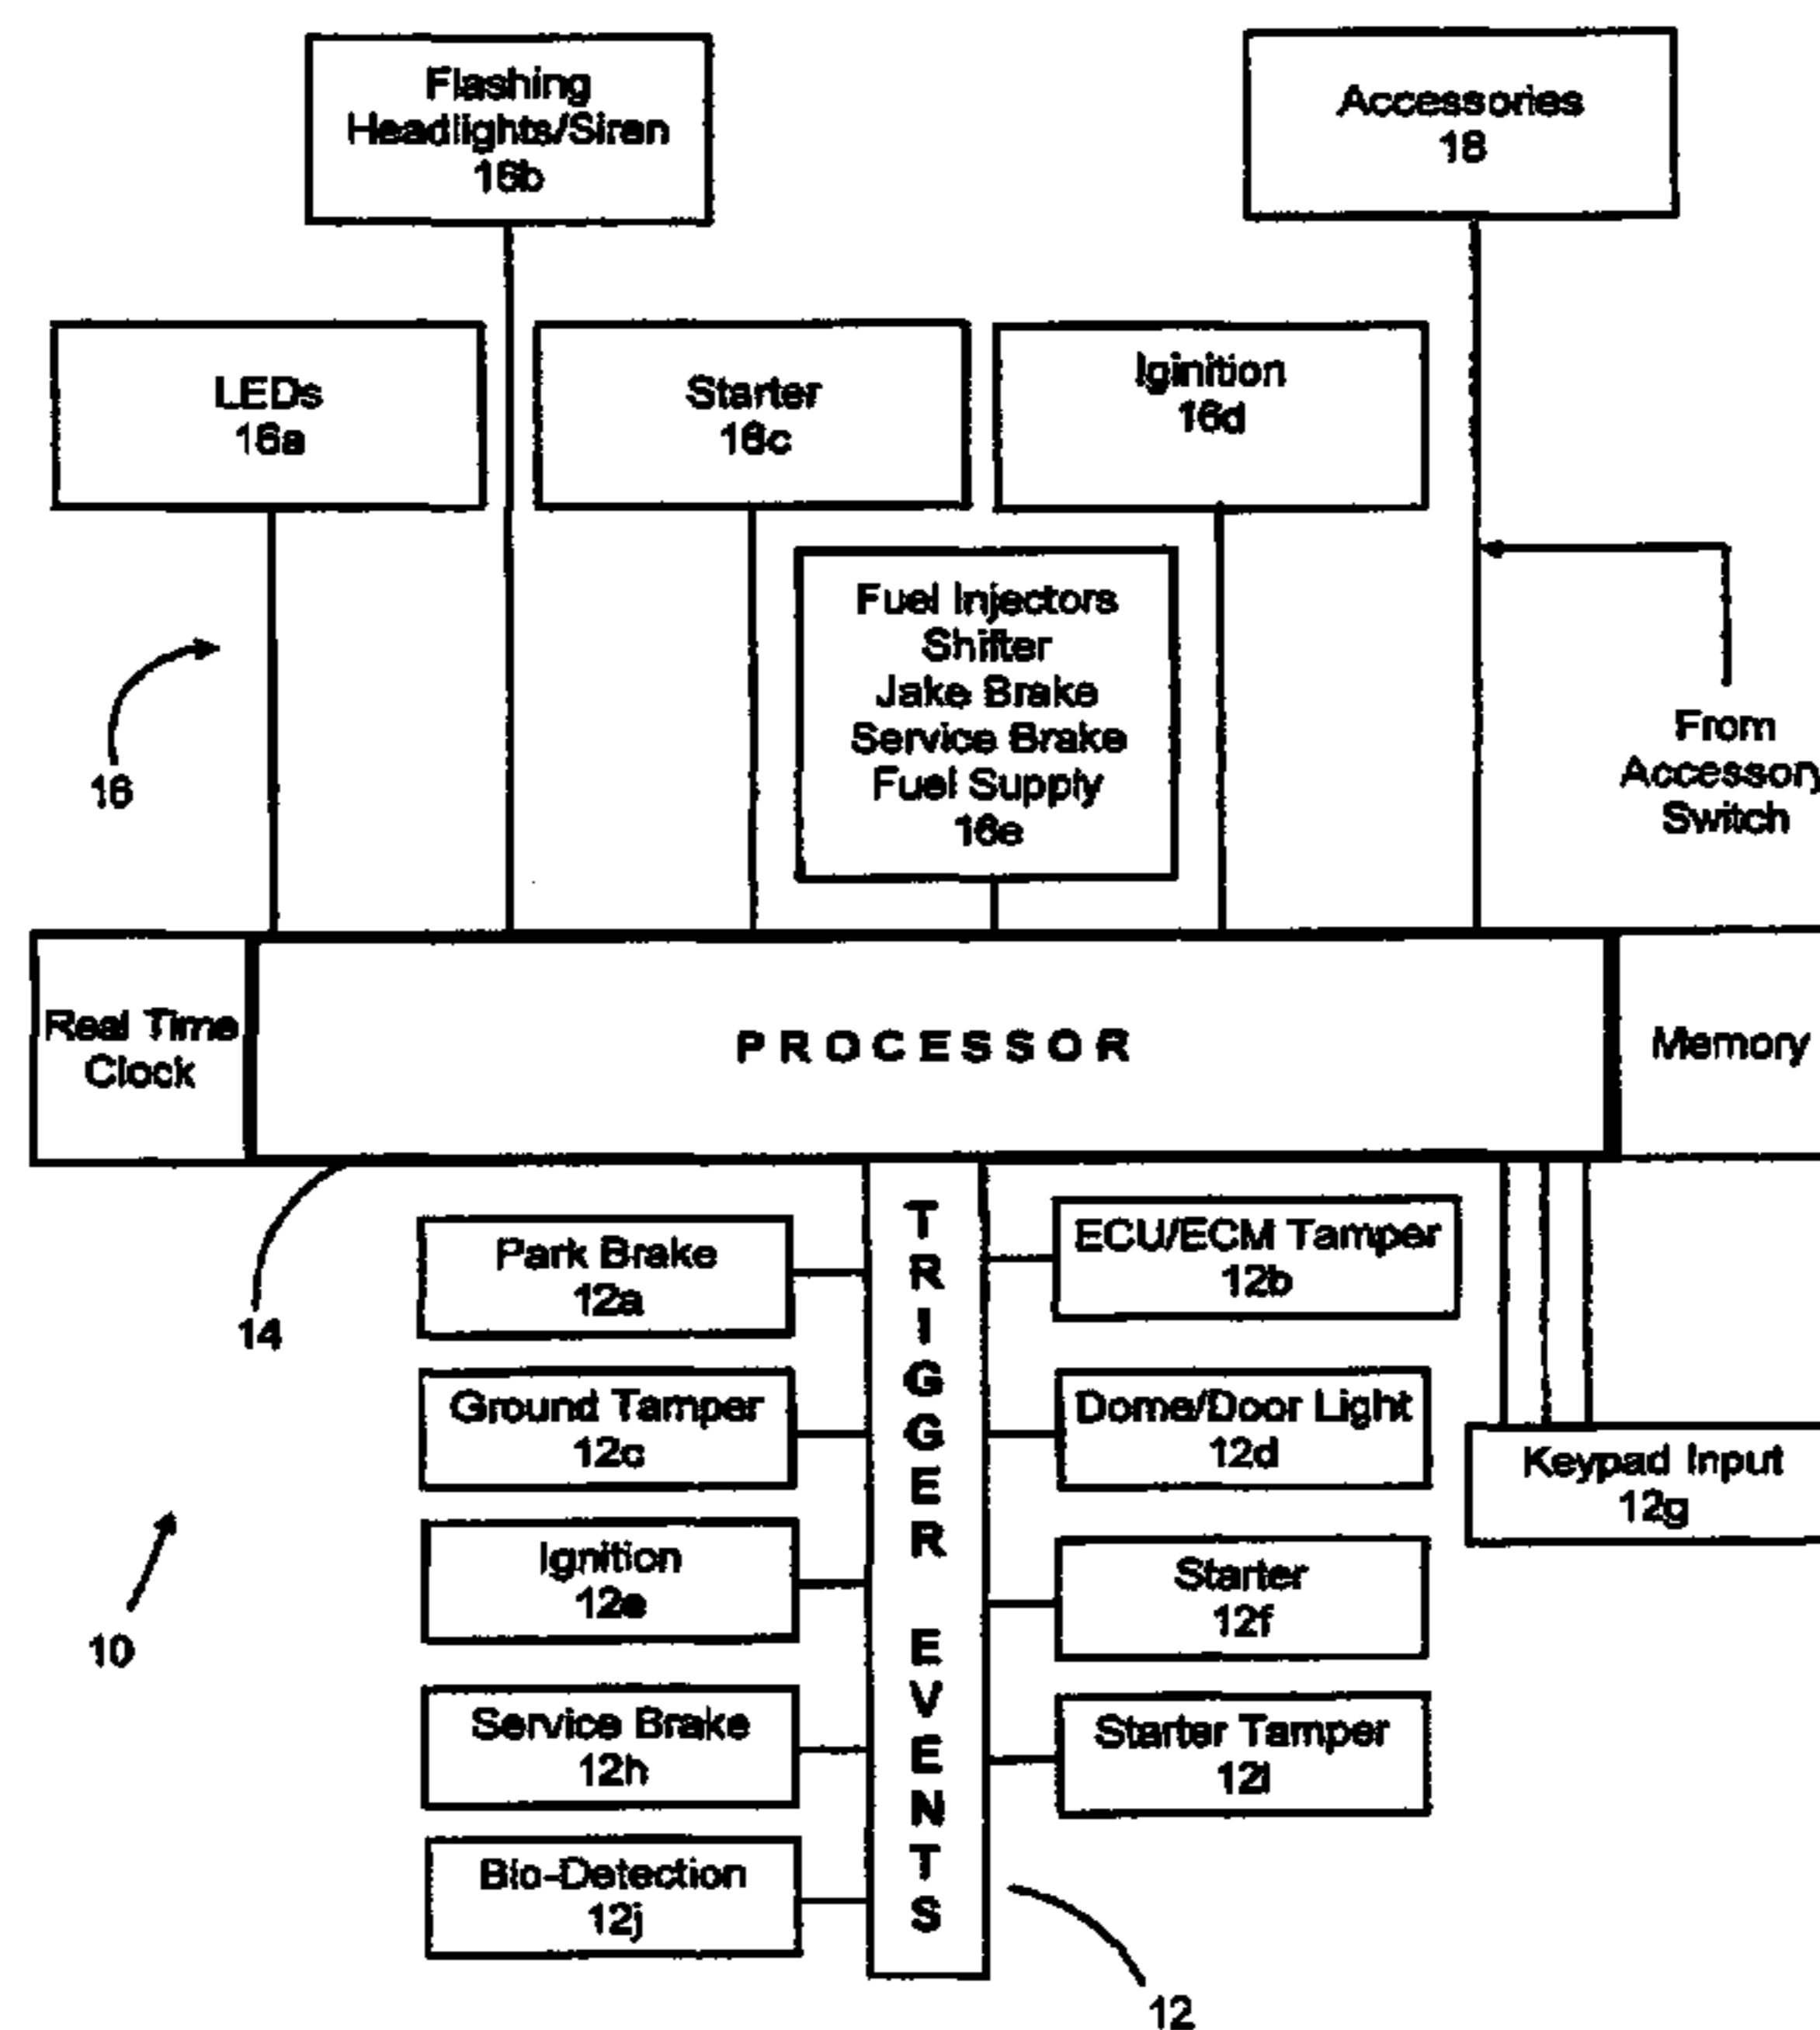 Flashing
Headlights/Siren
16b
Accessories
18
LEDs
16a
Starter
16c
Iginition
16d
Fuel Injectors
Shifter
Jake Brake
Service Brake
Fuel Supply
16e
16
From
Accessory
Switch
Real Time
Clock
PROCESSOR
Memory
14
TRIGGER EVENTS
Park Brake
12a
ECU/ECM Tamper
12b
Ground Tamper
12c
Dome/Door Light
12d
Keypad Input
12g
Ignition
12e
Starter
12f
10
Service Brake
12h
Starter Tamper
12i
Bio-Detection
12j
12